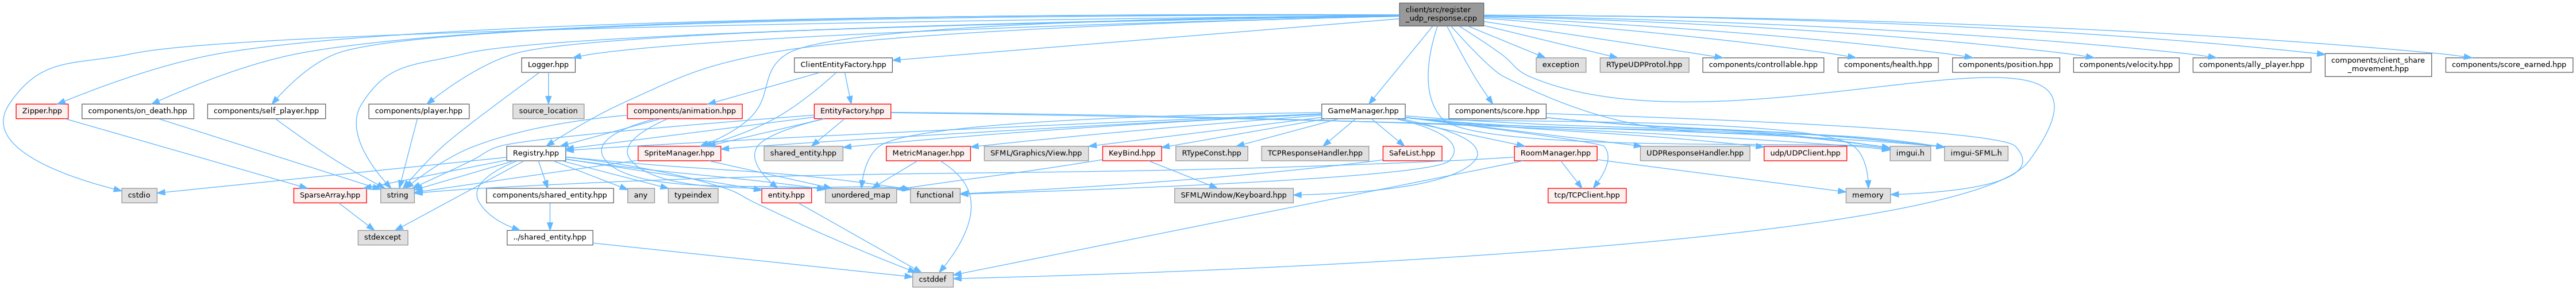 client/src/register
_udp_response.cpp
Logger.hpp
ClientEntityFactory.hpp
exception
RTypeUDPProtol.hpp
components/controllable.hpp
components/health.hpp
components/position.hpp
components/velocity.hpp
components/ally_player.hpp
components/client_share
_movement.hpp
components/score_earned.hpp
Zipper.hpp
components/on_death.hpp
components/self_player.hpp
components/player.hpp
source_location
components/animation.hpp
EntityFactory.hpp
GameManager.hpp
components/score.hpp
Registry.hpp
SpriteManager.hpp
shared_entity.hpp
MetricManager.hpp
SFML/Graphics/View.hpp
KeyBind.hpp
RTypeConst.hpp
TCPResponseHandler.hpp
SafeList.hpp
RoomManager.hpp
UDPResponseHandler.hpp
udp/UDPClient.hpp
imgui.h
imgui-SFML.h
cstdio
SparseArray.hpp
string
components/shared_entity.hpp
any
typeindex
entity.hpp
unordered_map
functional
SFML/Window/Keyboard.hpp
tcp/TCPClient.hpp
memory
stdexcept
../shared_entity.hpp
cstddef